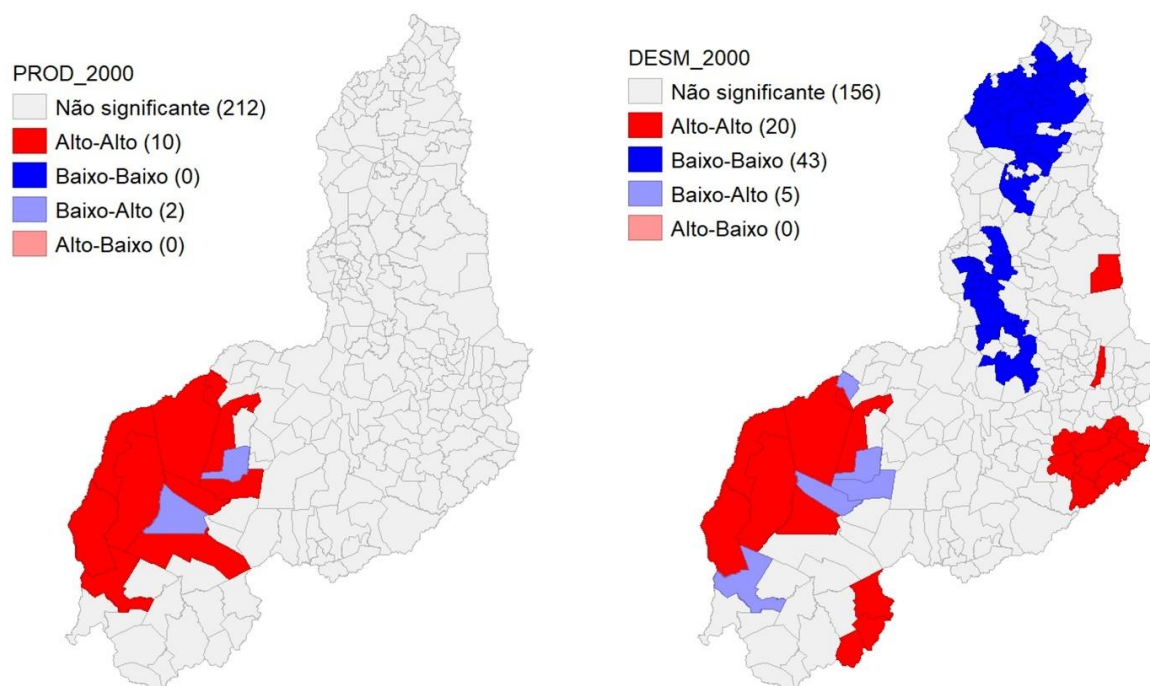 PROD_2000
Não significante (212)
Alto-Alto (10)
Baixo-Baixo (0)
Baixo-Alto (2)
Alto-Baixo (0)
DESM_2000
Não significante (156)
Alto-Alto (20)
Baixo-Baixo (43)
Baixo-Alto (5)
Alto-Baixo (0)